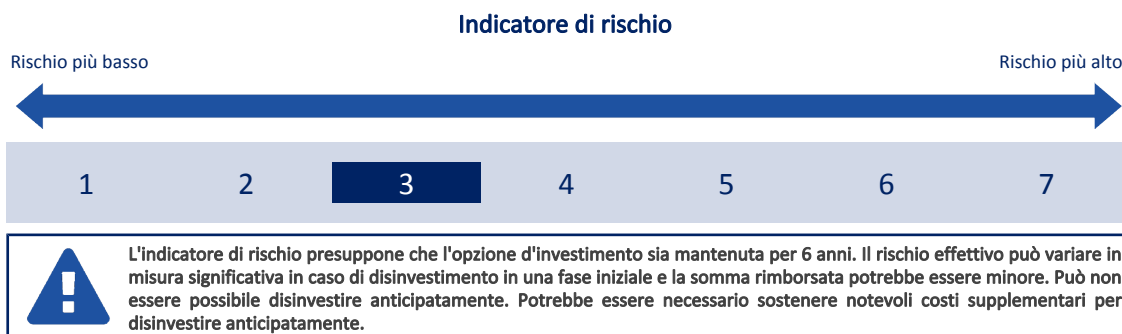 Indicatore di rischio
Rischio più basso
Rischio più alto
1 2 3 4 5 6 7
L'indicatore di rischio presuppone che l'opzione d'investimento sia mantenuta per 6 anni. Il rischio effettivo può variare in
misura significativa in caso di disinvestimento in una fase iniziale e la somma rimborsata potrebbe essere minore. Può non
essere possibile disinvestire anticipatamente. Potrebbe essere necessario sostenere notevoli costi supplementari per
disinvestire anticipatamente.